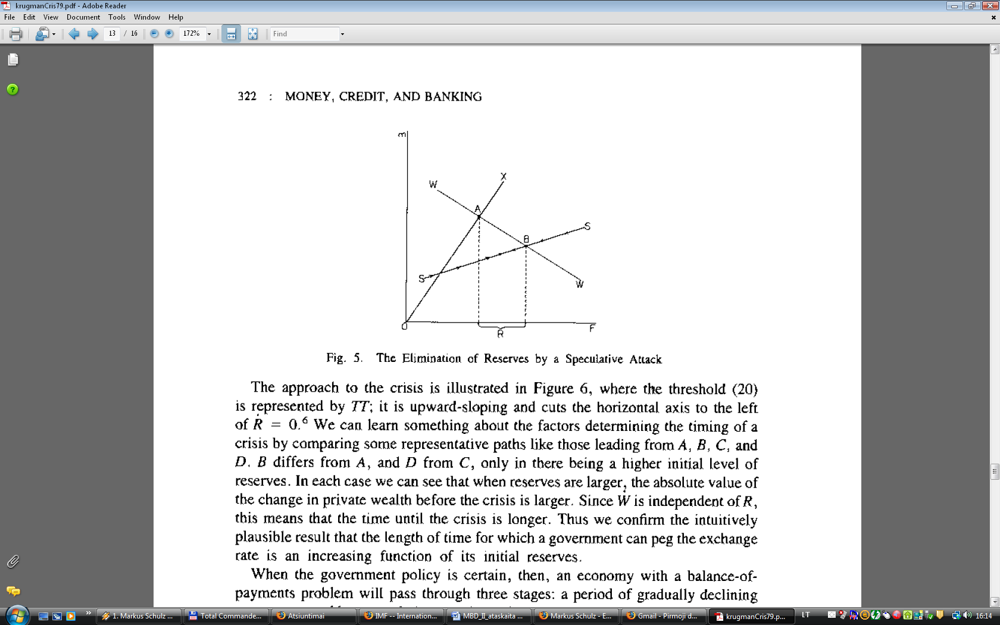 krugmanCris79.pdf - Adobe Reader
File Edit View Document Tools Window Help
13 / 16 172% Find
322 : MONEY, CREDIT, AND BANKING
m
X
W
A
S
B
S
W
O
F
R
Fig. 5. The Elimination of Reserves by a Speculative Attack
The approach to the crisis is illustrated in Figure 6, where the threshold (20)
is represented by TT; it is upward-sloping and cuts the horizontal axis to the left
of Ṙ = 0.⁶ We can learn something about the factors determining the timing of a
crisis by comparing some representative paths like those leading from A, B, C, and
D. B differs from A, and D from C, only in there being a higher initial level of
reserves. In each case we can see that when reserves are larger, the absolute value of
the change in private wealth before the crisis is larger. Since Ẇ is independent of R,
this means that the time until the crisis is longer. Thus we confirm the intuitively
plausible result that the length of time for which a government can peg the exchange
rate is an increasing function of its initial reserves.
When the government policy is certain, then, an economy with a balance-of-
payments problem will pass through three stages: a period of gradually declining
1. Markus Schulz ... Total Commande... Atsiuntimai IMF -- Internation... MBD_II_ataskaita ... Markus Schulz - E... Gmail - Pirmoji d... krugmanCris79.p... LT 16:14